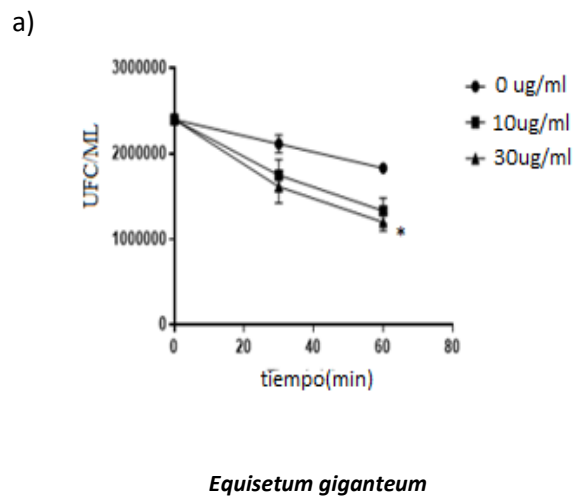 a)
3000000
2000000
1000000
0
UFC/ML
0 20 40 60 80
tiempo(min)
0 ug/ml
10ug/ml
30ug/ml
*
Equisetum giganteum